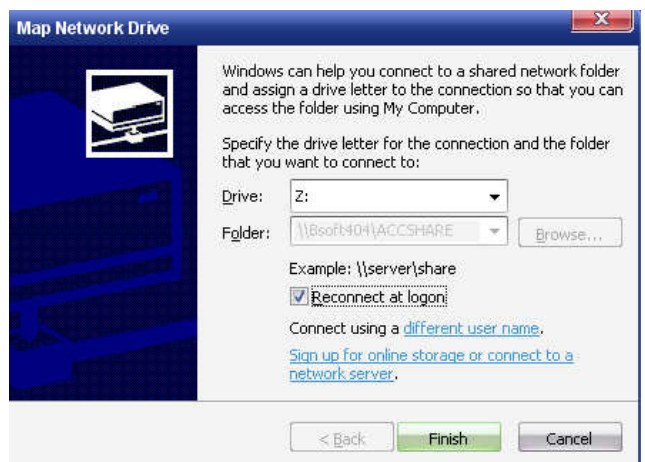 Map Network Drive
Windows can help you connect to a shared network folder
and assign a drive letter to the connection so that you can
access the folder using My Computer.
Specify the drive letter for the connection and the folder
that you want to connect to:
Drive: Z:
Folder: \\Bsoft404\ACCSHARE Browse...
Example: \\server\share
Reconnect at logon
Connect using a different user name.
Sign up for online storage or connect to a
network server.
< Back Finish Cancel